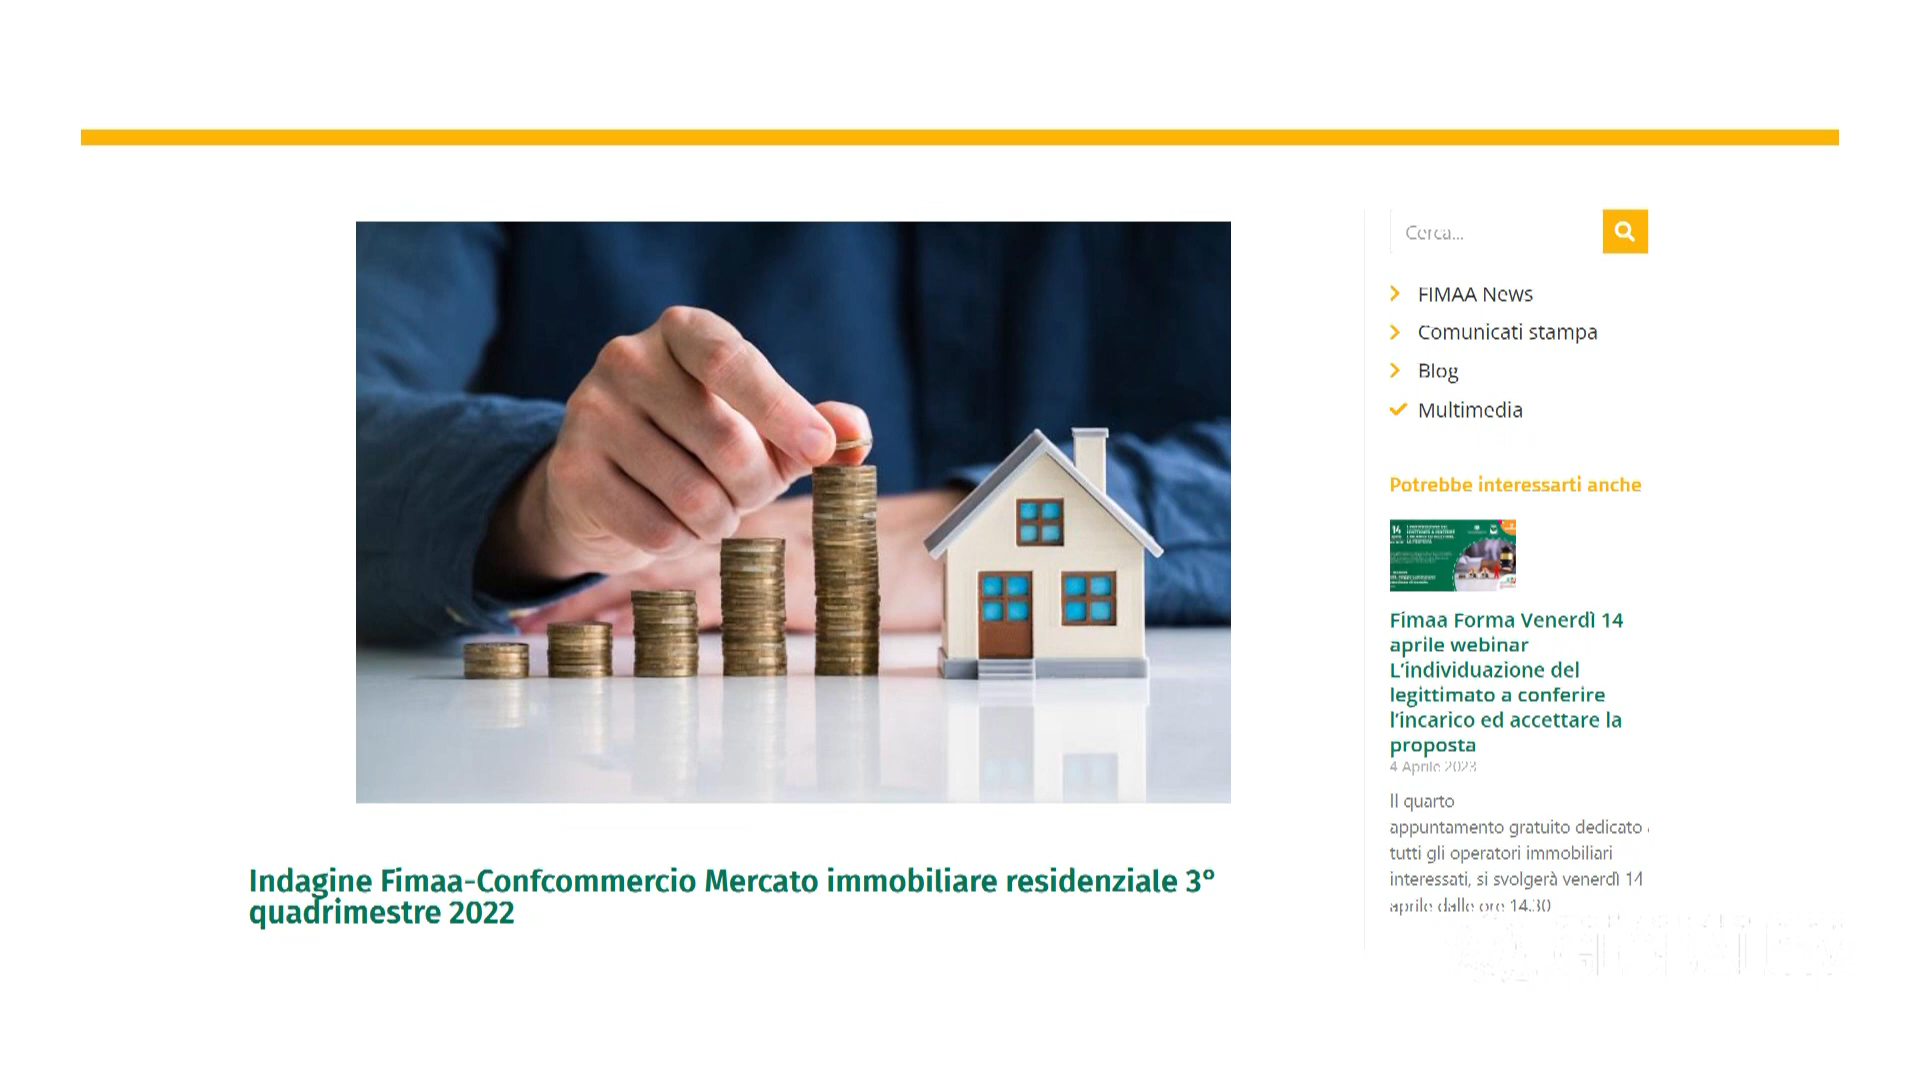 Cerca...
FIMAA News
Comunicati stampa
Blog
Multimedia
Potrebbe interessarti anche
14
Fimaa Forma Venerdì 14
aprile webinar
L'individuazione del
legittimato a conferire
l'incarico ed accettare la
proposta
4 Aprile 2023
Il quarto
appuntamento gratuito dedicato
tutti gli operatori immobiliari
interessati, si svolgerà venerdì 14
aprile dalle ore 14.30
Indagine Fimaa-Confcommercio Mercato immobiliare residenziale 3°
quadrimestre 2022